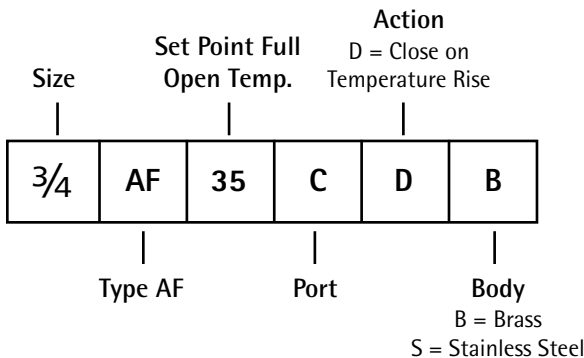 Size
Set Point Full
Open Temp.
Action
D = Close on
Temperature Rise
¾ AF 35 C D B
Type AF
Port
Body
B = Brass
S = Stainless Steel